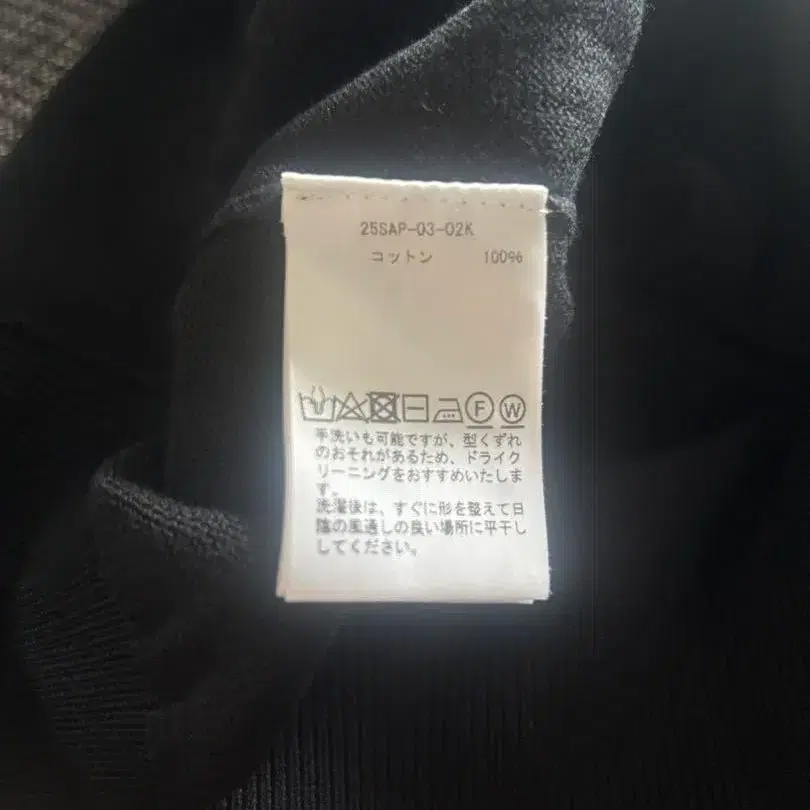 25SAP-03-02K
コットン 100%
F W
手洗いも可能ですが、型くずれ
のおそれがあるため、ドライク
リーニングをおすすめいたしま
す。
洗濯後は、すぐに形を整えて日
陰の風通しの良い場所に平干し
してください。